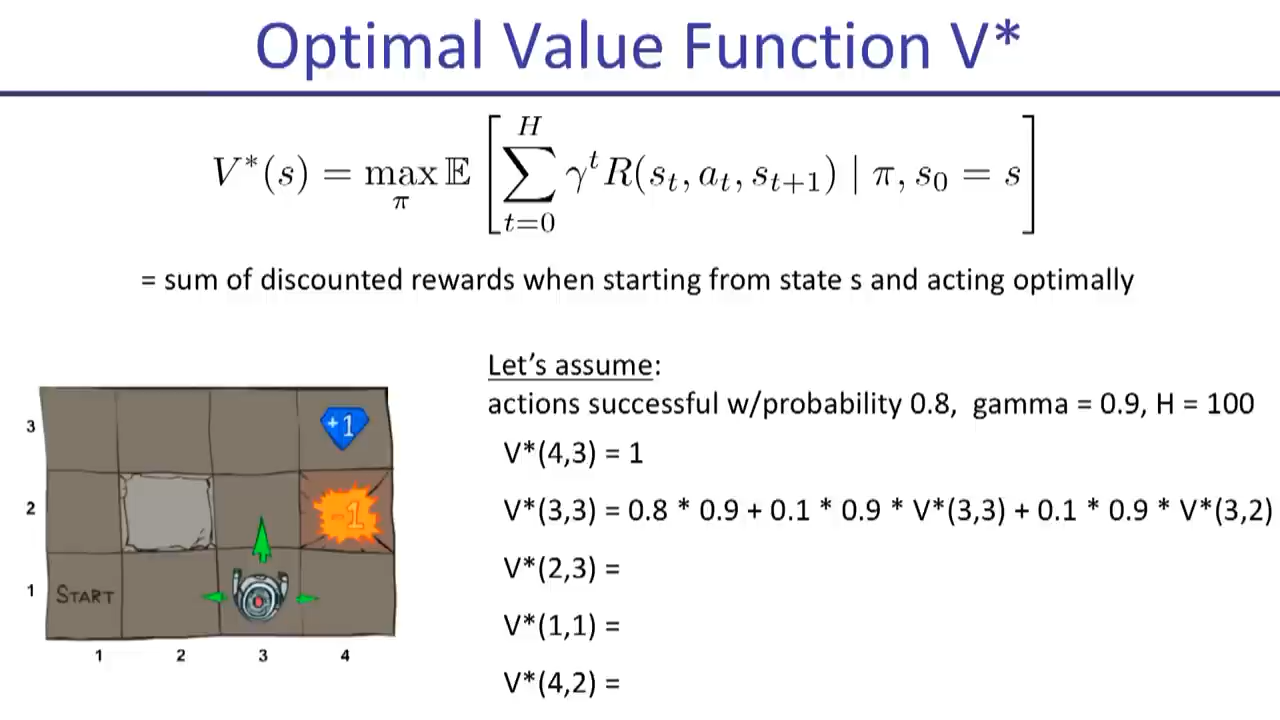 Optimal Value Function V*
V*(s) = max_π 𝔼 [ ∑_{t=0}^{H} γ^t R(s_t, a_t, s_{t+1}) | π, s_0 = s ]
= sum of discounted rewards when starting from state s and acting optimally
Let’s assume:
actions successful w/probability 0.8,  gamma = 0.9, H = 100
V*(4,3) = 1
V*(3,3) = 0.8 * 0.9 + 0.1 * 0.9 * V*(3,3) + 0.1 * 0.9 * V*(3,2)
V*(2,3) =
V*(1,1) =
V*(4,2) =
3 +1
2 -1
1 START
1 2 3 4